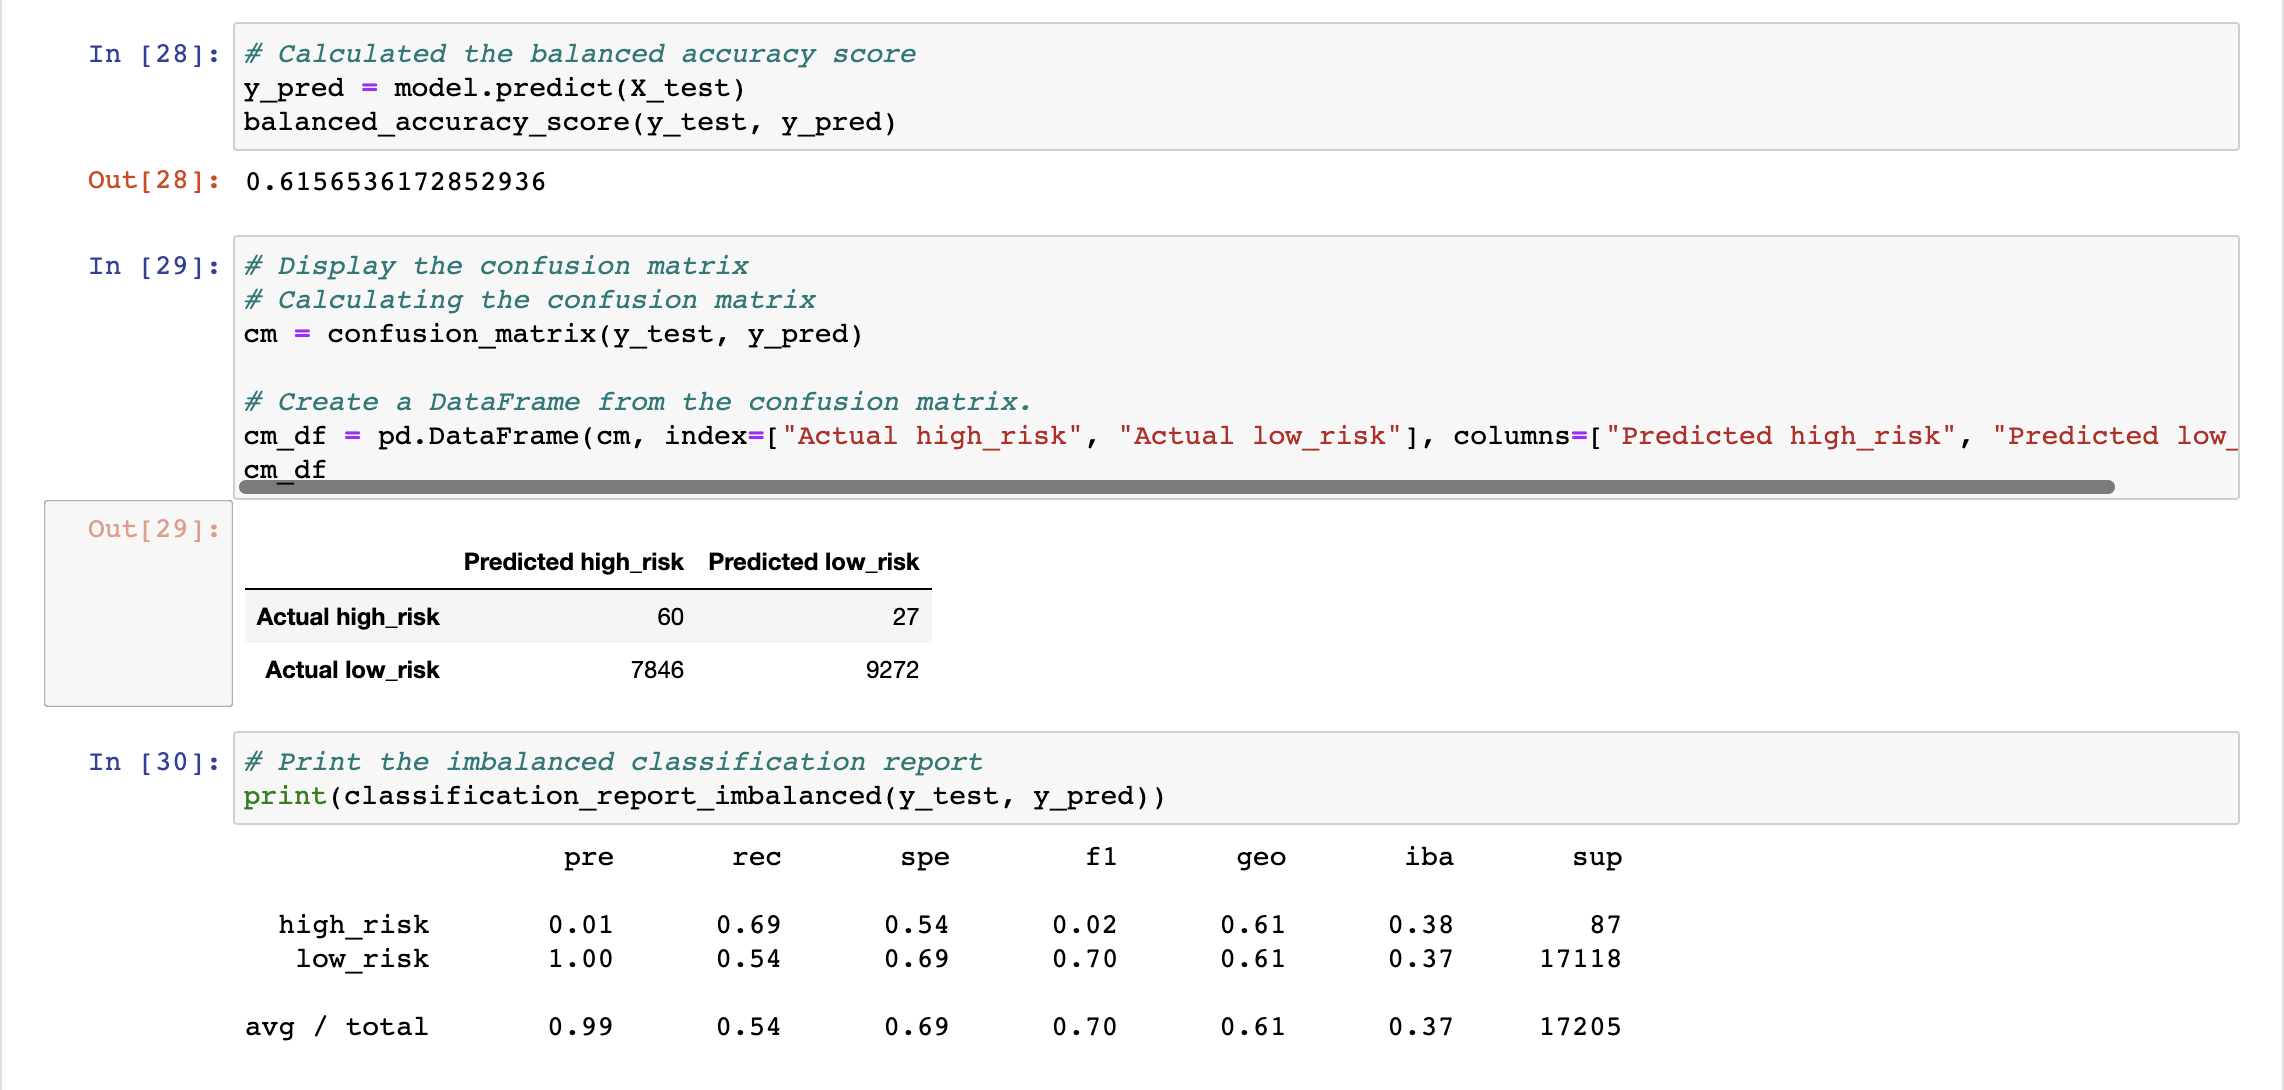 In [28]: # Calculated the balanced accuracy score
y_pred = model.predict(X_test)
balanced_accuracy_score(y_test, y_pred)
Out[28]: 0.6156536172852936
In [29]: # Display the confusion matrix
# Calculating the confusion matrix
cm = confusion_matrix(y_test, y_pred)
# Create a DataFrame from the confusion matrix.
cm_df = pd.DataFrame(cm, index=["Actual high_risk", "Actual low_risk"], columns=["Predicted high_risk", "Predicted low_
cm_df
Out[29]:
Predicted high_risk Predicted low_risk
Actual high_risk 60 27
Actual low_risk 7846 9272
In [30]: # Print the imbalanced classification report
print(classification_report_imbalanced(y_test, y_pred))
pre rec spe f1 geo iba sup
high_risk 0.01 0.69 0.54 0.02 0.61 0.38 87
low_risk 1.00 0.54 0.69 0.70 0.61 0.37 17118
avg / total 0.99 0.54 0.69 0.70 0.61 0.37 17205